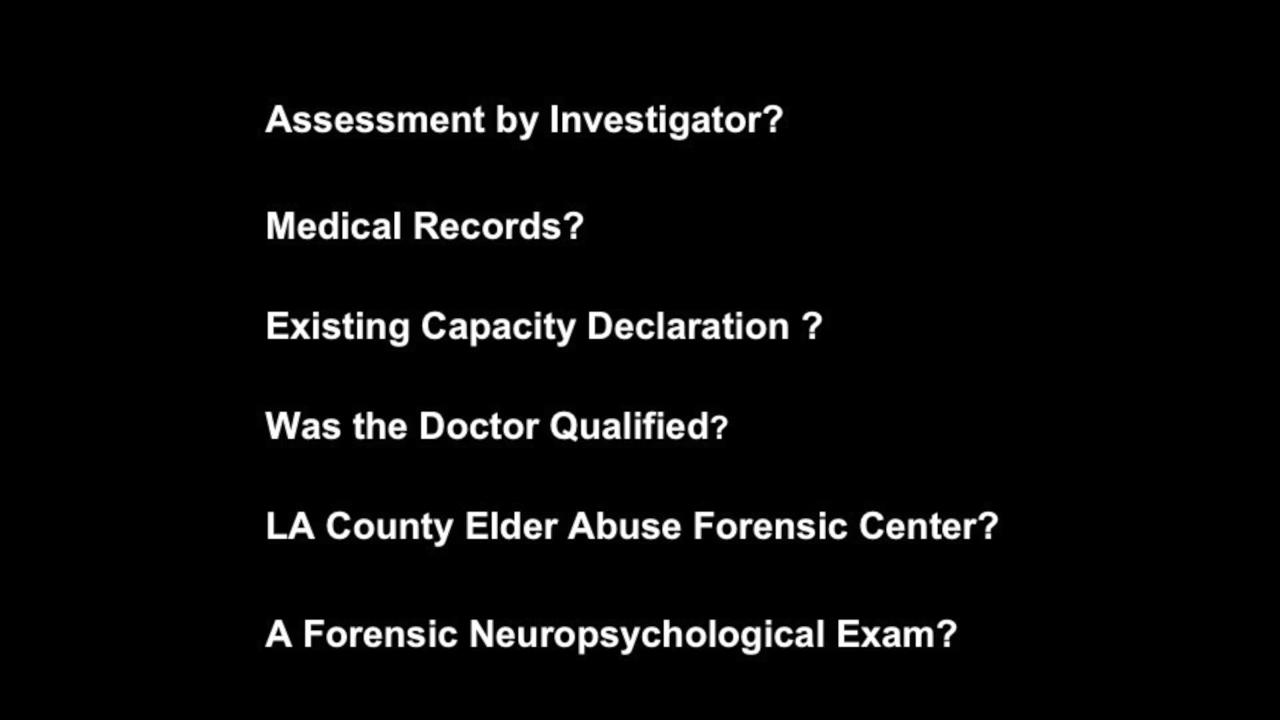 Assessment by Investigator?
Medical Records?
Existing Capacity Declaration ?
Was the Doctor Qualified?
LA County Elder Abuse Forensic Center?
A Forensic Neuropsychological Exam?